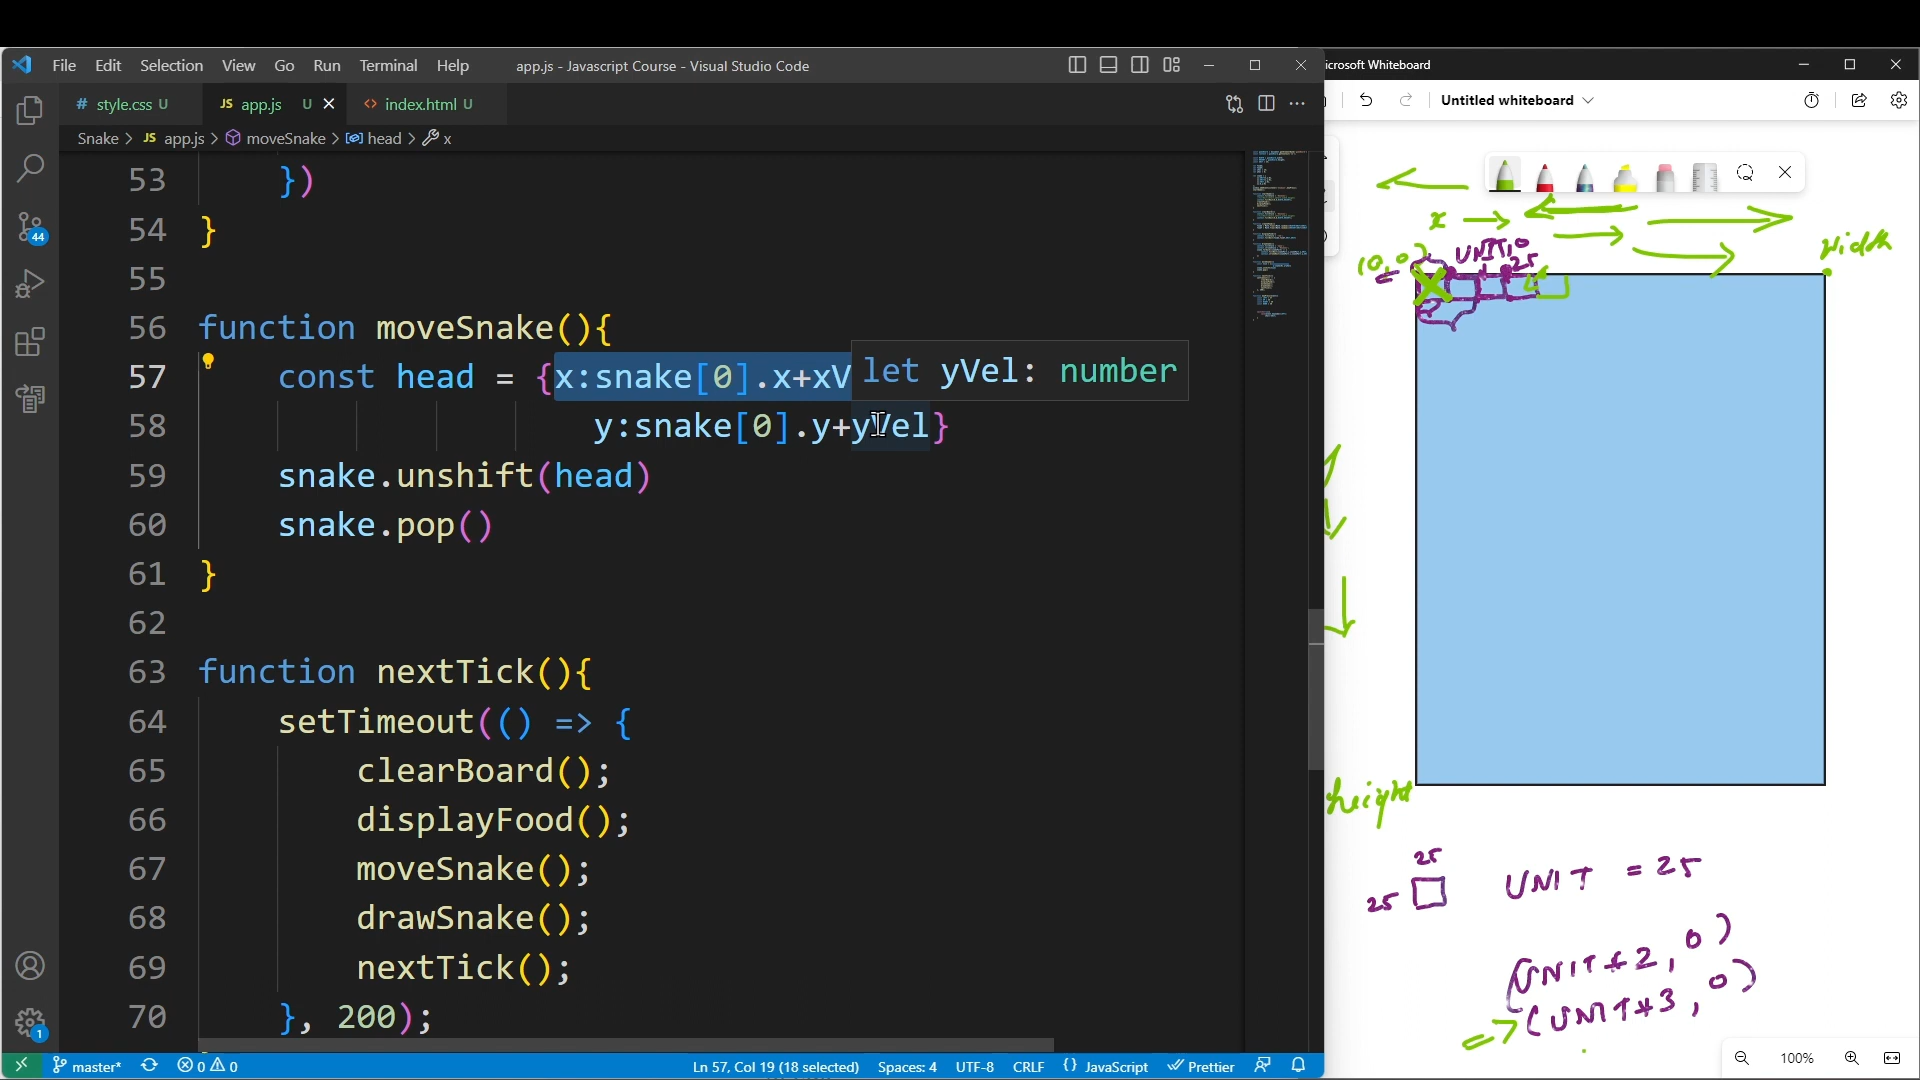 File Edit Selection View Go Run Terminal Help
app.js - Javascript Course - Visual Studio Code
icrosoft Whiteboard
# style.css U
JS app.js U
<> index.html U
Untitled whiteboard
Snake > JS app.js > moveSnake > head > x
53 })
54 }
55
56 function moveSnake(){
57 const head = {x:snake[0].x+xV
let yVel: number
58 y:snake[0].y+yVel}
59 snake.unshift(head)
60 snake.pop()
61 }
62
63 function nextTick(){
64 setTimeout(() => {
65 clearBoard();
66 displayFood();
67 moveSnake();
68 drawSnake();
69 nextTick();
70 }, 200);
44
1
x
width
(0,0)
UNIT,0
25
height
25
25
UNIT = 25
(UNIT*2,0)
=> (UNIT*3,0)
master*
0 0
Ln 57, Col 19 (18 selected)
Spaces: 4
UTF-8
CRLF
{} JavaScript
Prettier
100%